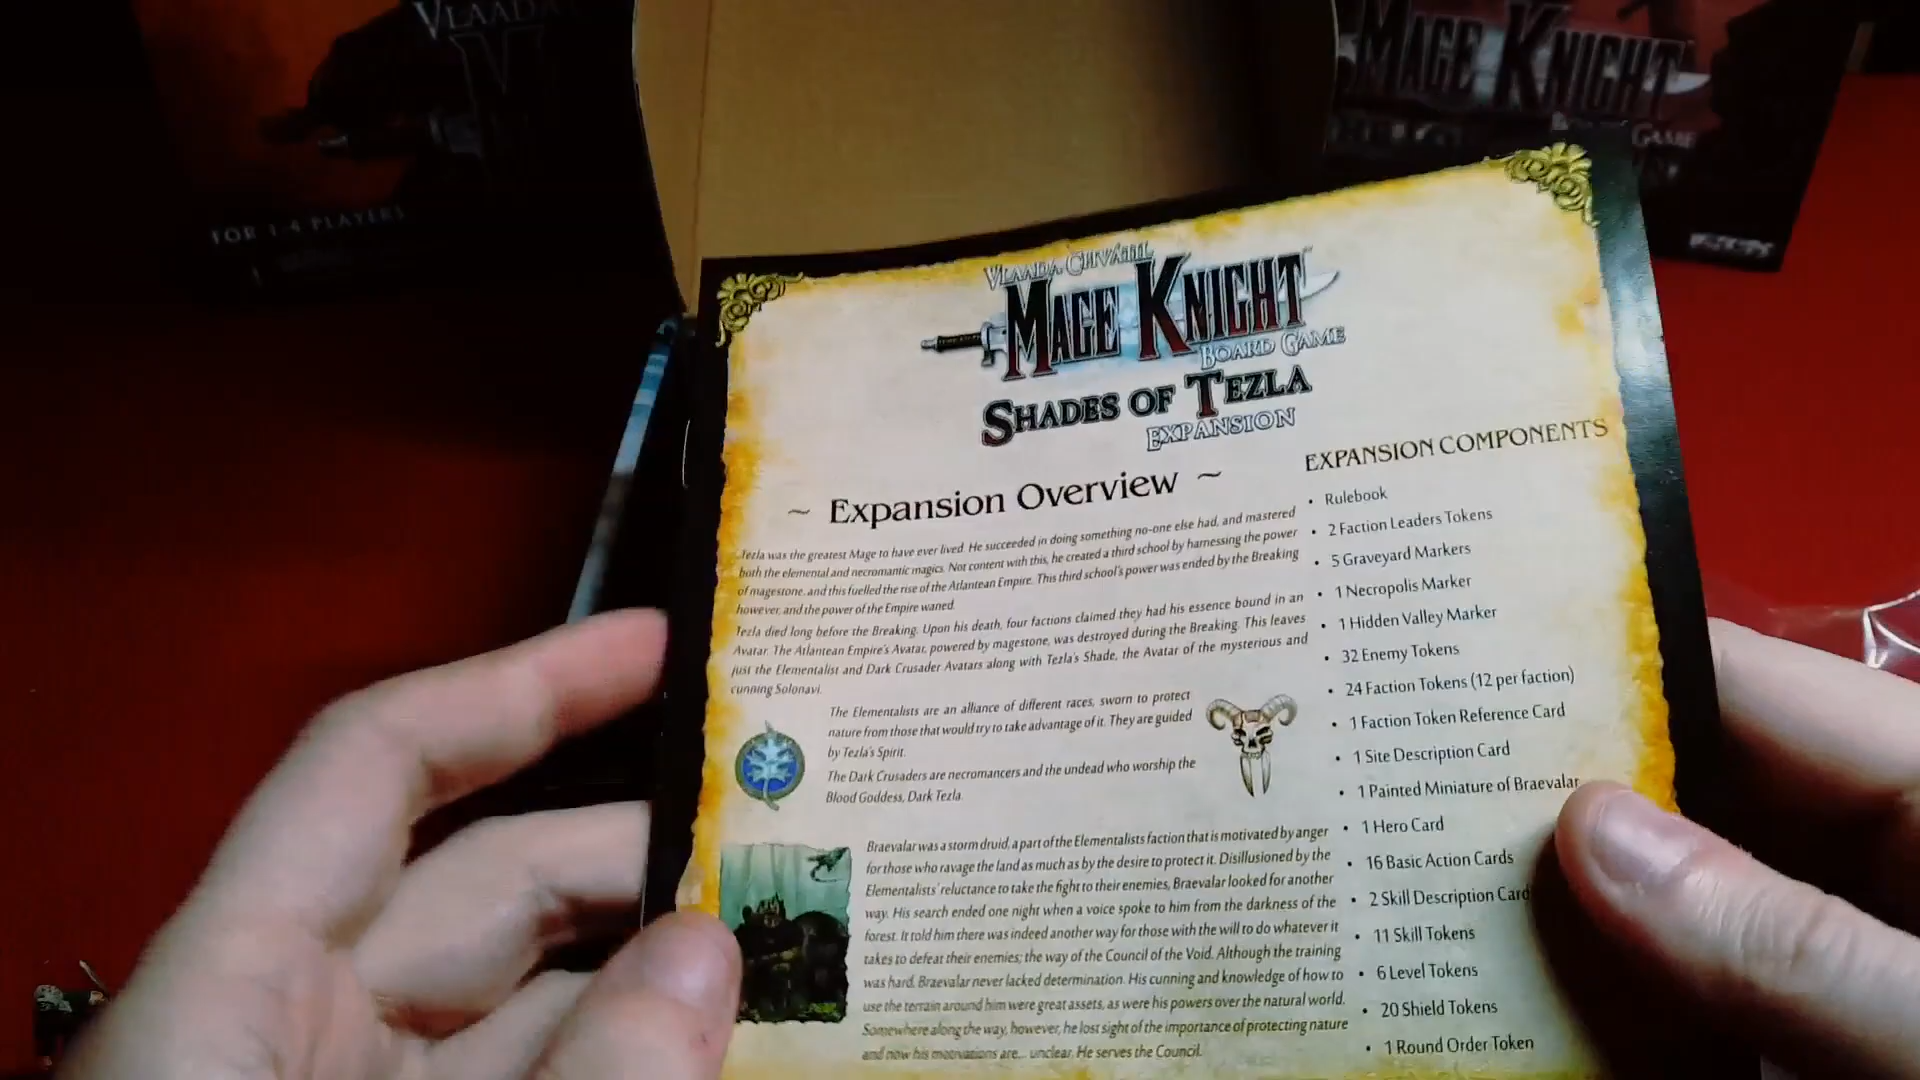 VLAADA
FOR 1-4 PLAYERS
MAGE KNIGHT
GAME
VLAADA CHVÁTIL
MAGE KNIGHT
BOARD GAME
SHADES OF TEZLA
EXPANSION
~ Expansion Overview ~
Tezla was the greatest Mage to have ever lived. He succeeded in doing something no-one else had, and mastered
both the elemental and necromantic magics. Not content with this, he created a third school by harnessing the power
of magestone, and this fuelled the rise of the Atlantean Empire. This third school's power was ended by the Breaking
however, and the power of the Empire waned.
Tezla died long before the Breaking. Upon his death, four factions claimed they had his essence bound in an
Avatar. The Atlantean Empire's Avatar, powered by magestone, was destroyed during the Breaking. This leaves
just the Elementalist and Dark Crusader Avatars along with Tezla's Shade, the Avatar of the mysterious and
cunning Solonavi.
The Elementalists are an alliance of different races, sworn to protect
nature from those that would try to take advantage of it. They are guided
by Tezla's Spirit.
The Dark Crusaders are necromancers and the undead who worship the
Blood Goddess, Dark Tezla.
Braevalar was a storm druid, a part of the Elementalists faction that is motivated by anger
for those who ravage the land as much as by the desire to protect it. Disillusioned by the
Elementalists' reluctance to take the fight to their enemies, Braevalar looked for another
way. His search ended one night when a voice spoke to him from the darkness of the
forest. It told him there was indeed another way for those with the will to do whatever it
takes to defeat their enemies; the way of the Council of the Void. Although the training
was hard, Braevalar never lacked determination. His cunning and knowledge of how to
use the terrain around him were great assets, as were his powers over the natural world.
Somewhere along the way, however, he lost sight of the importance of protecting nature
and now his motivations are... unclear. He serves the Council.
EXPANSION COMPONENTS
• Rulebook
• 2 Faction Leaders Tokens
• 5 Graveyard Markers
• 1 Necropolis Marker
• 1 Hidden Valley Marker
• 32 Enemy Tokens
• 24 Faction Tokens (12 per faction)
• 1 Faction Token Reference Card
• 1 Site Description Card
• 1 Painted Miniature of Braevalar
• 1 Hero Card
• 16 Basic Action Cards
• 2 Skill Description Card
• 11 Skill Tokens
• 6 Level Tokens
• 20 Shield Tokens
• 1 Round Order Token